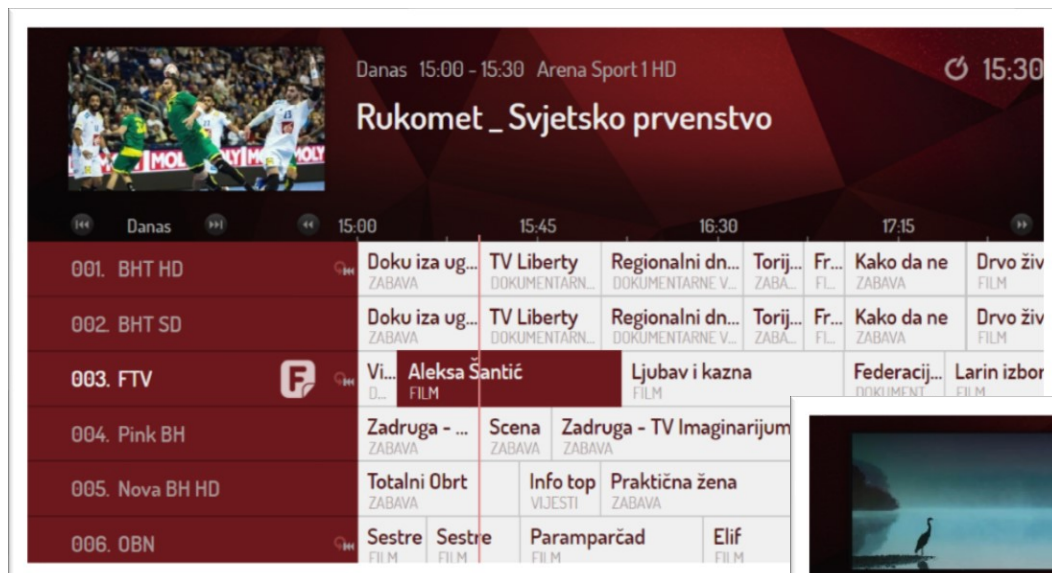 Danas 15:00 - 15:30 Arena Sport 1 HD 15:30
Rukomet _ Svjetsko prvenstvo
MOLY MOLY MOLY
Danas 15:00 15:45 16:30 17:15
001. BHT HD Doku iza ug... TV Liberty Regionalni dn... Torij... Fr... Kako da ne Drvo živ
ZABAVA DOKUMENTARN... DOKUMENTARNE V... ZABA... FI... ZABAVA FILM
002. BHT SD Doku iza ug... TV Liberty Regionalni dn... Torij... Fr... Kako da ne Drvo živ
ZABAVA DOKUMENTARN... DOKUMENTARNE V... ZABA... FI... ZABAVA FILM
003. FTV F Vi... Aleksa Šantić Ljubav i kazna Federacij... Larin izbor
D... FILM FILM DOKUMENT... FILM
004. Pink BH Zadruga - ... Scena Zadruga - TV Imaginarijum
ZABAVA ZABAVA ZABAVA
005. Nova BH HD Totalni Obrt Info top Praktična žena
ZABAVA VIJESTI ZABAVA
006. OBN Sestre Sestre Paramparčad Elif
FILM FILM FILM FILM